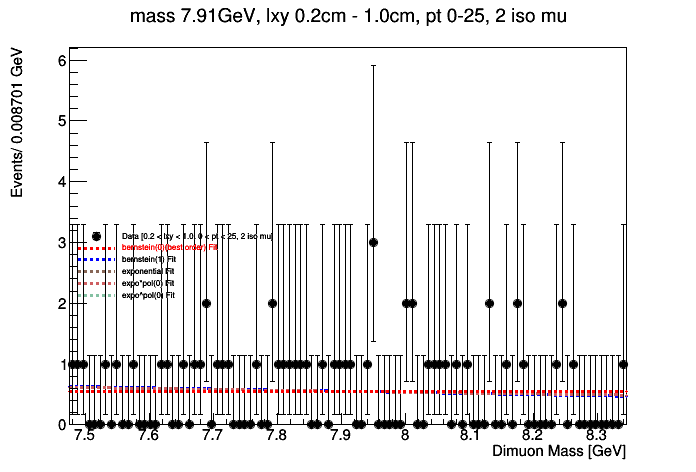 mass 7.91GeV, lxy 0.2cm - 1.0cm, pt 0-25, 2 iso mu
Events/ 0.008701 GeV
6
5
4
3
2
1
0
Data [0.2 < lxy < 1.0, 0 < pt < 25, 2 iso mu]
bernstein(0)(best order) Fit
bernstein(1) Fit
exponential Fit
expo*pol(0) Fit
expo*pol(0) Fit
7.5 7.6 7.7 7.8 7.9 8 8.1 8.2 8.3
Dimuon Mass [GeV]